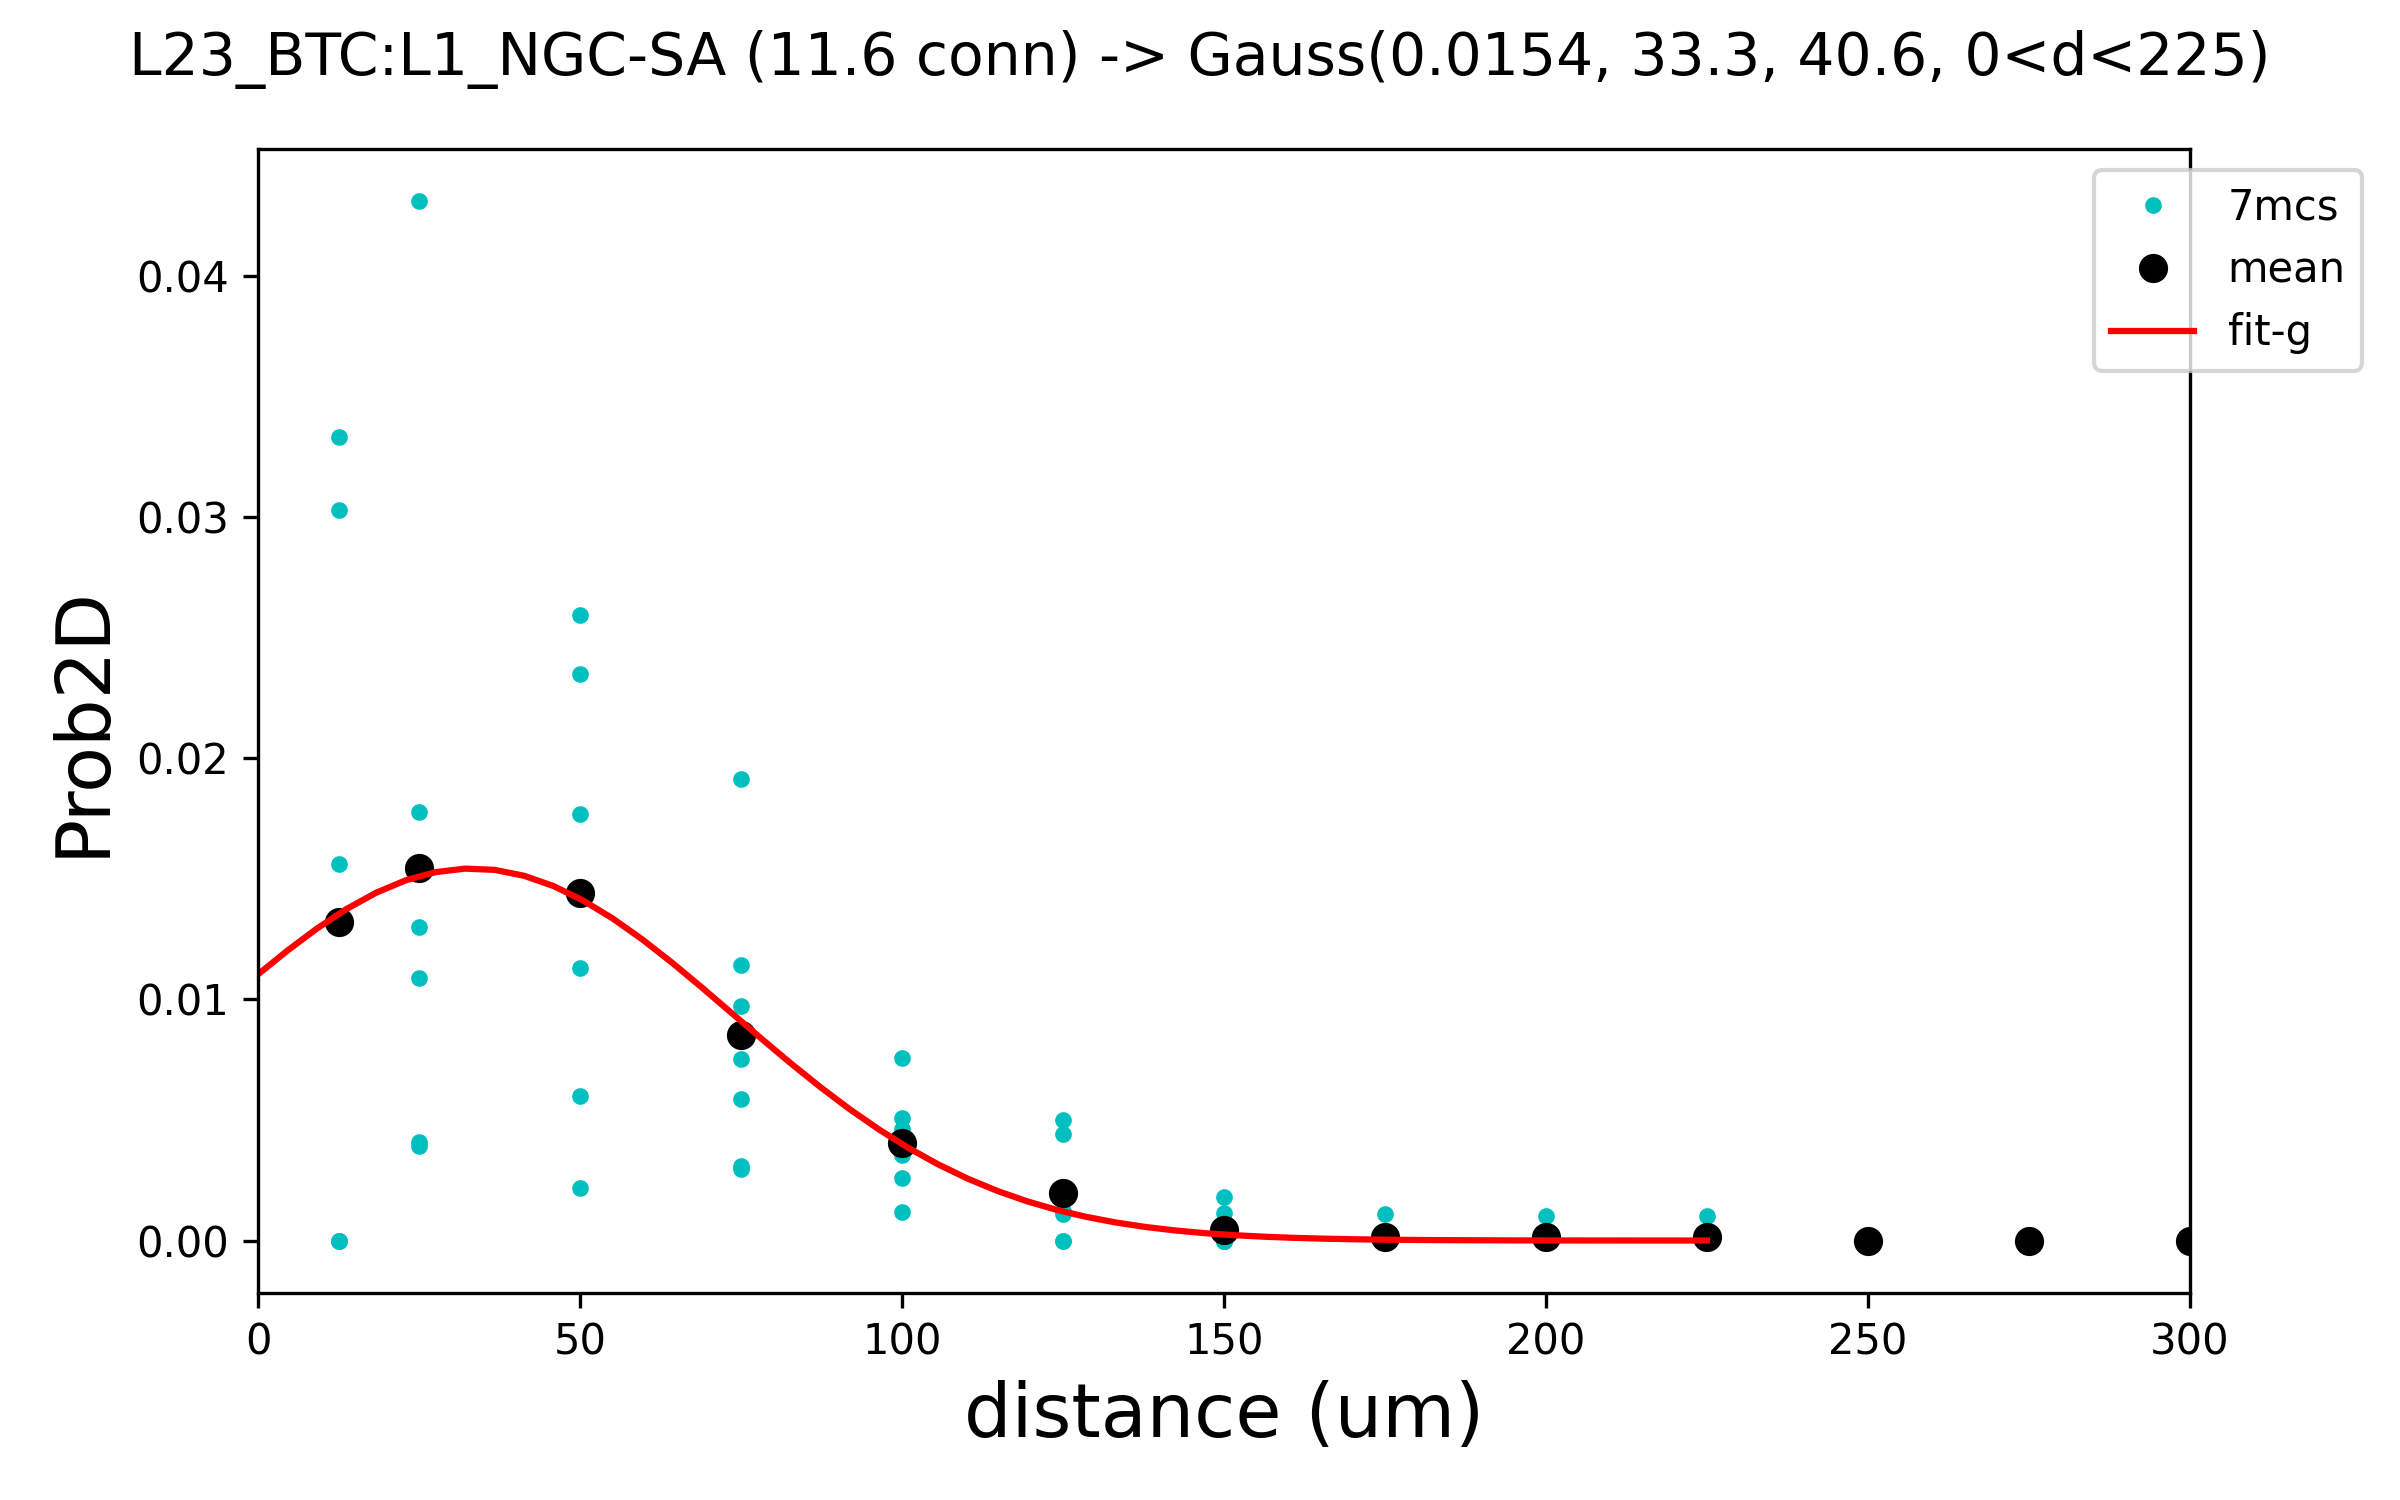 L23_BTC:L1_NGC-SA (11.6 conn) -> Gauss(0.0154, 33.3, 40.6, 0<d<225)
7mcs
mean
fit-g
0.04
0.03
0.02
0.01
0.00
Prob2D
0 50 100 150 200 250 300
distance (um)